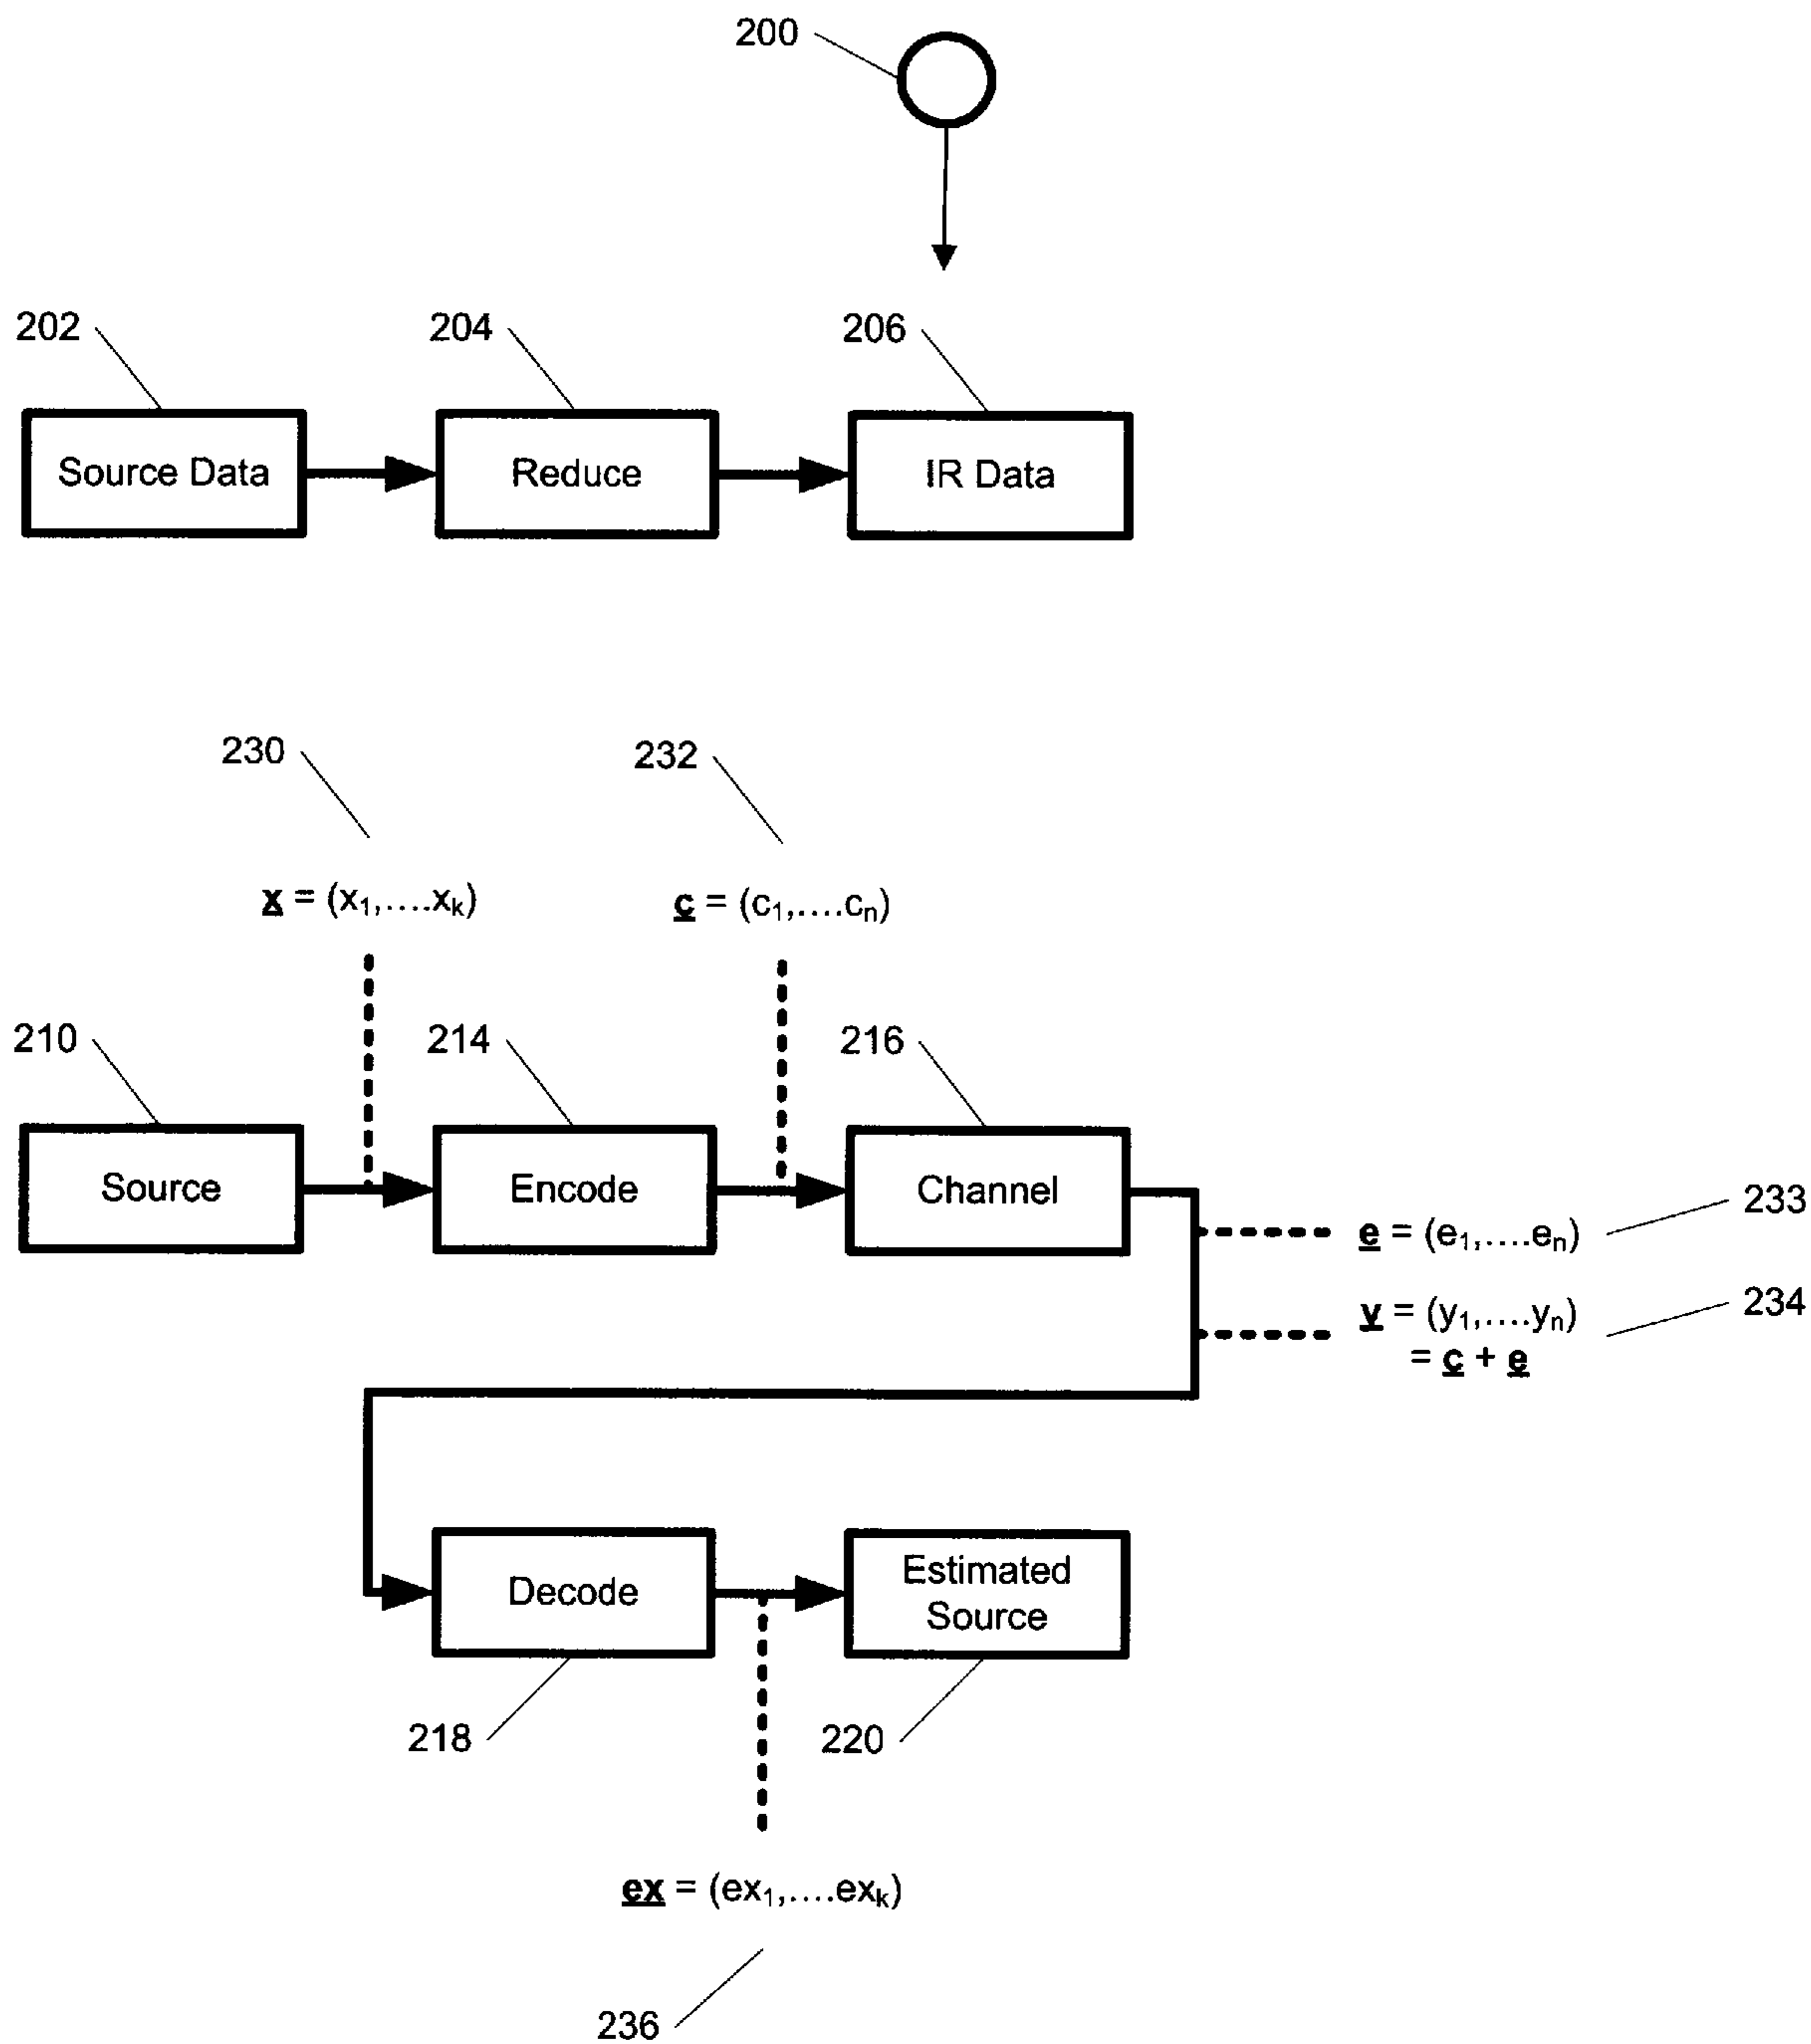 200
202
204
206
Source Data
Reduce
IR Data
230
232
x = (x₁,....xₖ)
c = (c₁,....cₙ)
210
214
216
Source
Encode
Channel
233
e = (e₁,....eₙ)
234
y = (y₁,....yₙ)
= c + e
Decode
Estimated
Source
218
220
ex = (ex₁,....exₖ)
236